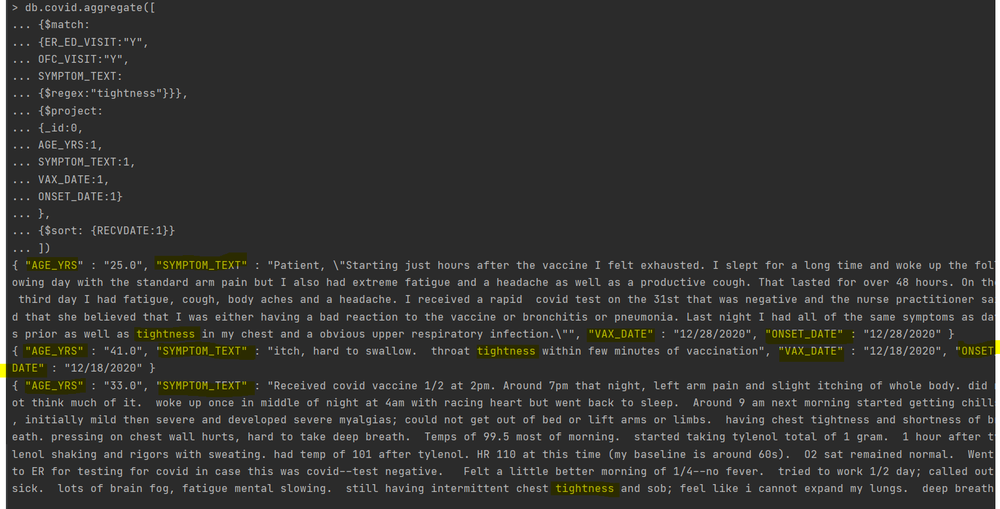 > db.covid.aggregate([
... {$match:
... {ER_ED_VISIT:"Y",
... OFC_VISIT:"Y",
... SYMPTOM_TEXT:
... {$regex:"tightness"}}},
... {$project:
... {_id:0,
... AGE_YRS:1,
... SYMPTOM_TEXT:1,
... VAX_DATE:1,
... ONSET_DATE:1}
... },
... {$sort: {RECVDATE:1}}
... ])
{ "AGE_YRS" : "25.0", "SYMPTOM_TEXT" : "Patient, \"Starting just hours after the vaccine I felt exhausted. I slept for a long time and woke up the foll
owing day with the standard arm pain but I also had extreme fatigue and a headache as well as a productive cough. That lasted for over 48 hours. On the
third day I had fatigue, cough, body aches and a headache. I received a rapid  covid test on the 31st that was negative and the nurse practitioner sai
d that she believed that I was either having a bad reaction to the vaccine or bronchitis or pneumonia. Last night I had all of the same symptoms as day
s prior as well as tightness in my chest and a obvious upper respiratory infection.\"", "VAX_DATE" : "12/28/2020", "ONSET_DATE" : "12/28/2020" }
{ "AGE_YRS" : "41.0", "SYMPTOM_TEXT" : "itch, hard to swallow.  throat tightness within few minutes of vaccination", "VAX_DATE" : "12/18/2020", "ONSET_
DATE" : "12/18/2020" }
{ "AGE_YRS" : "33.0", "SYMPTOM_TEXT" : "Received covid vaccine 1/2 at 2pm. Around 7pm that night, left arm pain and slight itching of whole body. did n
ot think much of it.  woke up once in middle of night at 4am with racing heart but went back to sleep.  Around 9 am next morning started getting chills
, initially mild then severe and developed severe myalgias; could not get out of bed or lift arms or limbs.  having chest tightness and shortness of br
eath. pressing on chest wall hurts, hard to take deep breath.  Temps of 99.5 most of morning.  started taking tylenol total of 1 gram.  1 hour after ty
lenol shaking and rigors with sweating. had temp of 101 after tylenol. HR 110 at this time (my baseline is around 60s).  O2 sat remained normal.  Went
to ER for testing for covid in case this was covid--test negative.   Felt a little better morning of 1/4--no fever.  tried to work 1/2 day; called out
sick.  lots of brain fog, fatigue mental slowing.  still having intermittent chest tightness and sob; feel like i cannot expand my lungs.  deep breath